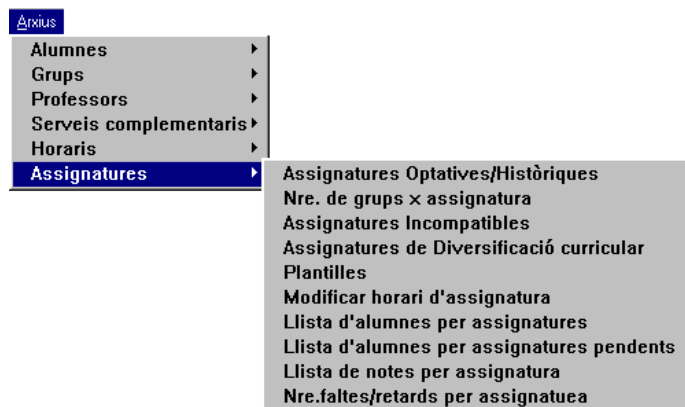 Arxius
Alumnes
Grups
Professors
Serveis complementaris
Horaris
Assignatures
Assignatures Optatives/Històriques
Nre. de grups x assignatura
Assignatures Incompatibles
Assignatures de Diversificació curricular
Plantilles
Modificar horari d'assignatura
Llista d'alumnes per assignatures
Llista d'alumnes per assignatures pendents
Llista de notes per assignatura
Nre.faltes/retards per assignatuea